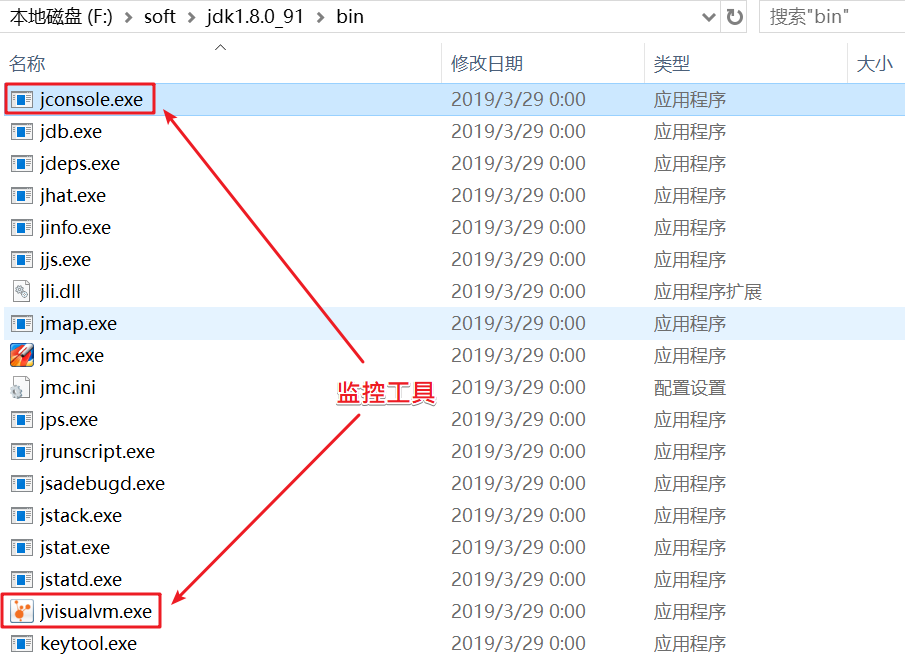 本地磁盘 (F:) › soft › jdk1.8.0_91 › bin 搜索"bin"
名称 修改日期 类型 大小
jconsole.exe 2019/3/29 0:00 应用程序
jdb.exe 2019/3/29 0:00 应用程序
jdeps.exe 2019/3/29 0:00 应用程序
jhat.exe 2019/3/29 0:00 应用程序
jinfo.exe 2019/3/29 0:00 应用程序
jjs.exe 2019/3/29 0:00 应用程序
jli.dll 2019/3/29 0:00 应用程序扩展
jmap.exe 2019/3/29 0:00 应用程序
jmc.exe 2019/3/29 0:00 应用程序
jmc.ini 2019/3/29 0:00 配置设置
监控工具
jps.exe 2019/3/29 0:00 应用程序
jrunscript.exe 2019/3/29 0:00 应用程序
jsadebugd.exe 2019/3/29 0:00 应用程序
jstack.exe 2019/3/29 0:00 应用程序
jstat.exe 2019/3/29 0:00 应用程序
jstatd.exe 2019/3/29 0:00 应用程序
jvisualvm.exe 2019/3/29 0:00 应用程序
keytool.exe 2019/3/29 0:00 应用程序